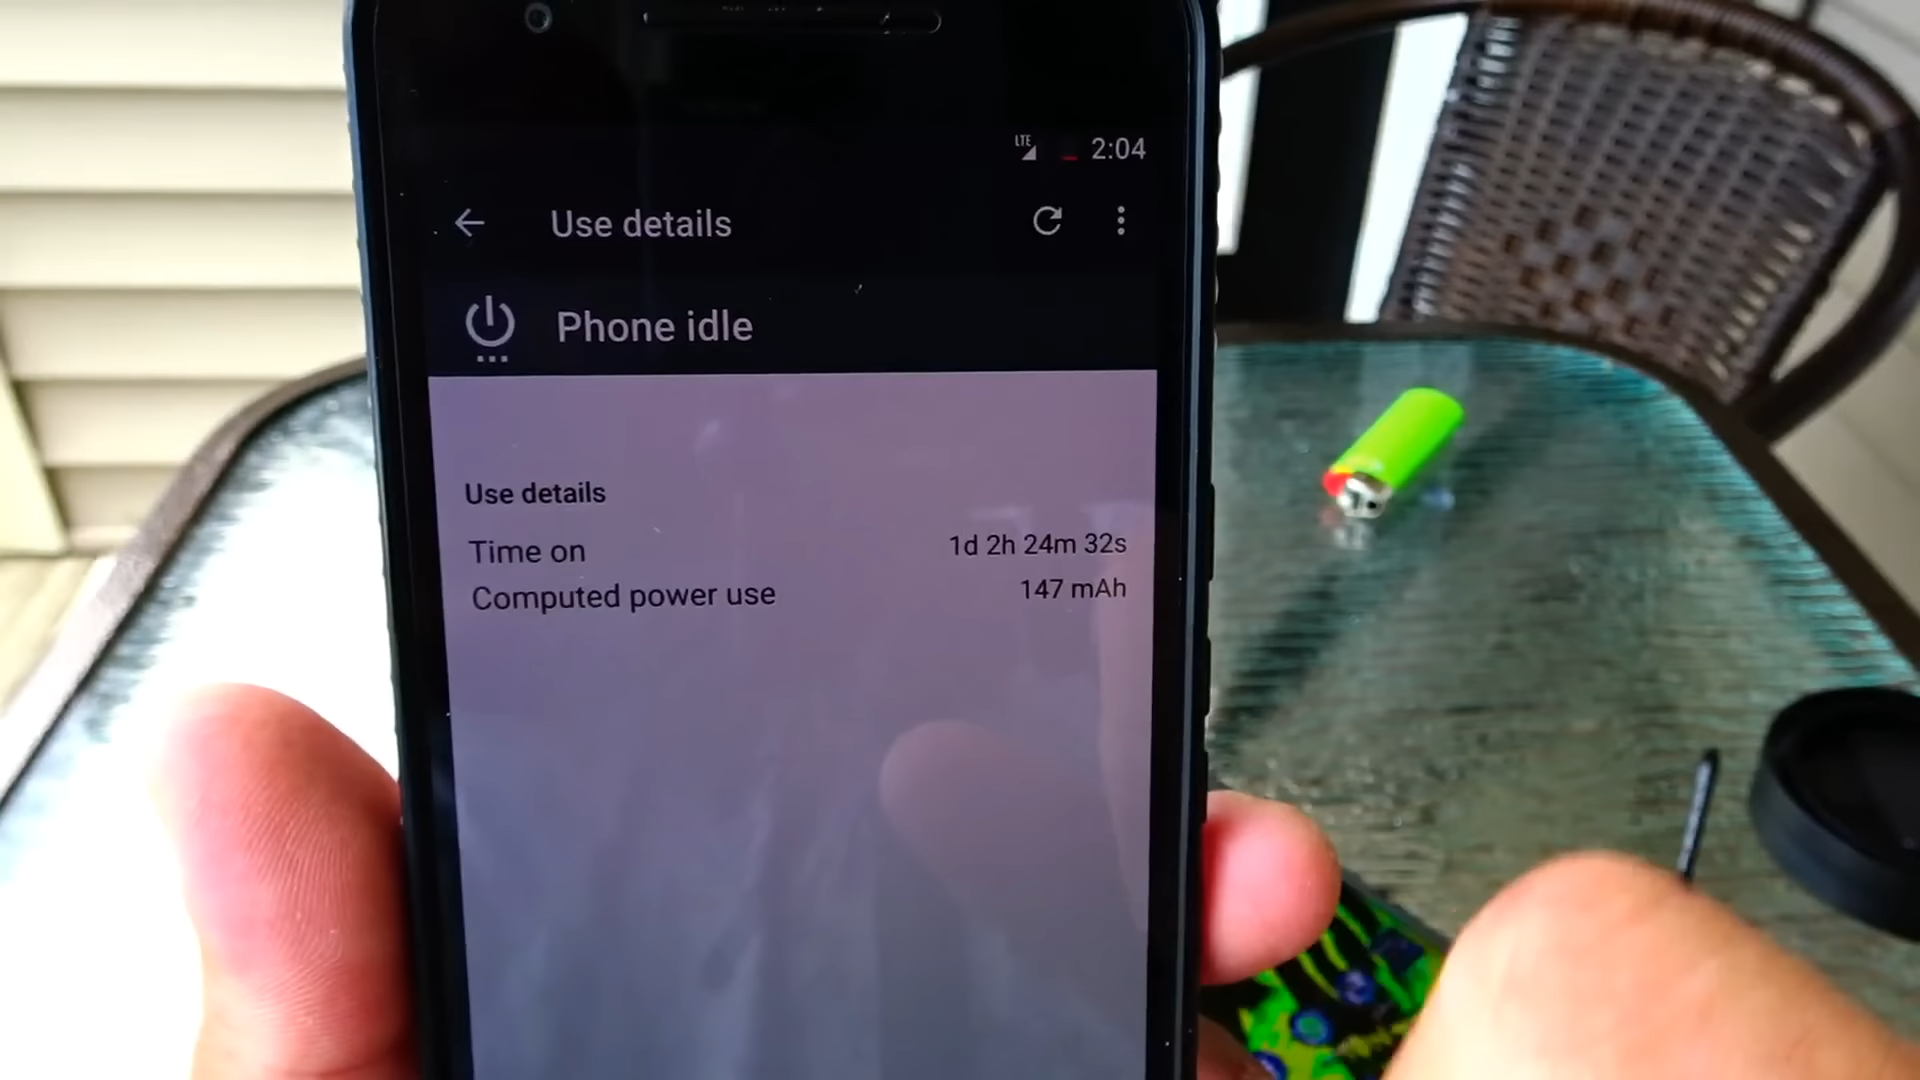 LTE 2:04
Use details
Phone idle
Use details
Time on 1d 2h 24m 32s
Computed power use 147 mAh